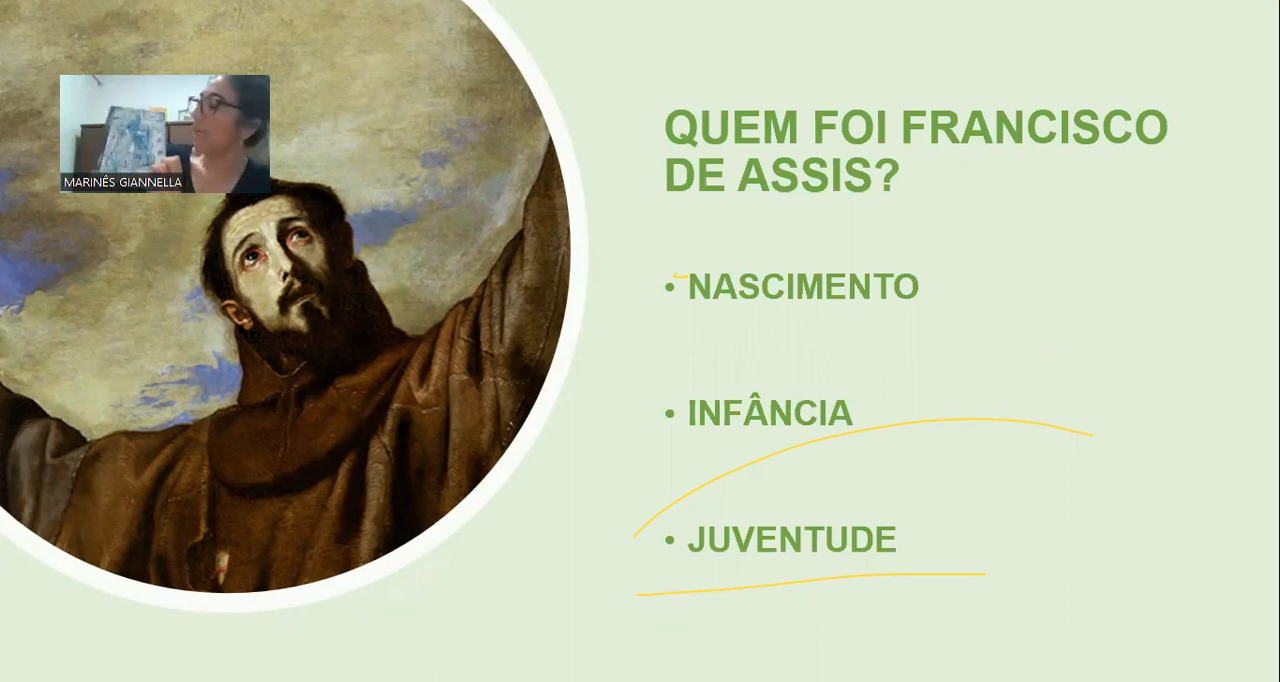 MARINÊS GIANNELLA
QUEM FOI FRANCISCO
DE ASSIS?
• NASCIMENTO
• INFÂNCIA
• JUVENTUDE